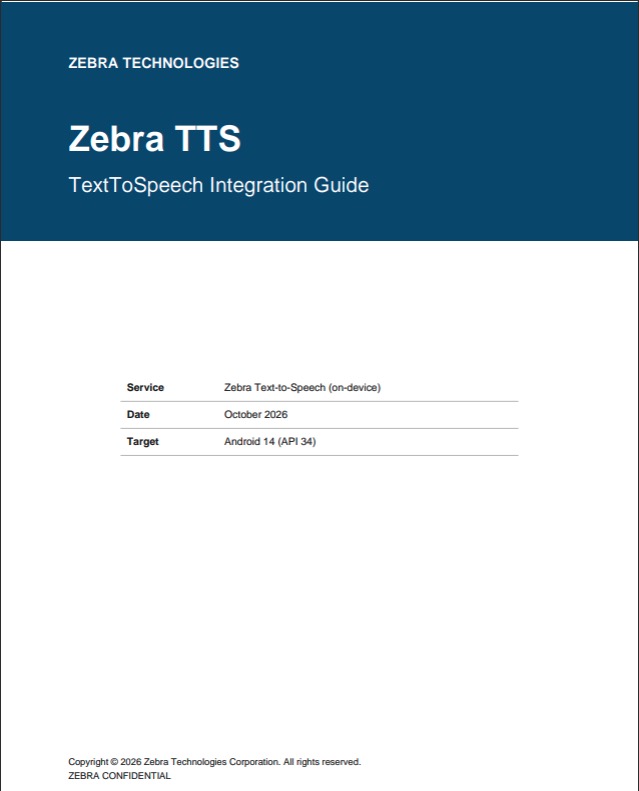 ZEBRA TECHNOLOGIES
Zebra TTS
TextToSpeech Integration Guide
Service Zebra Text-to-Speech (on-device)
Date October 2026
Target Android 14 (API 34)
Copyright © 2026 Zebra Technologies Corporation. All rights reserved.
ZEBRA CONFIDENTIAL